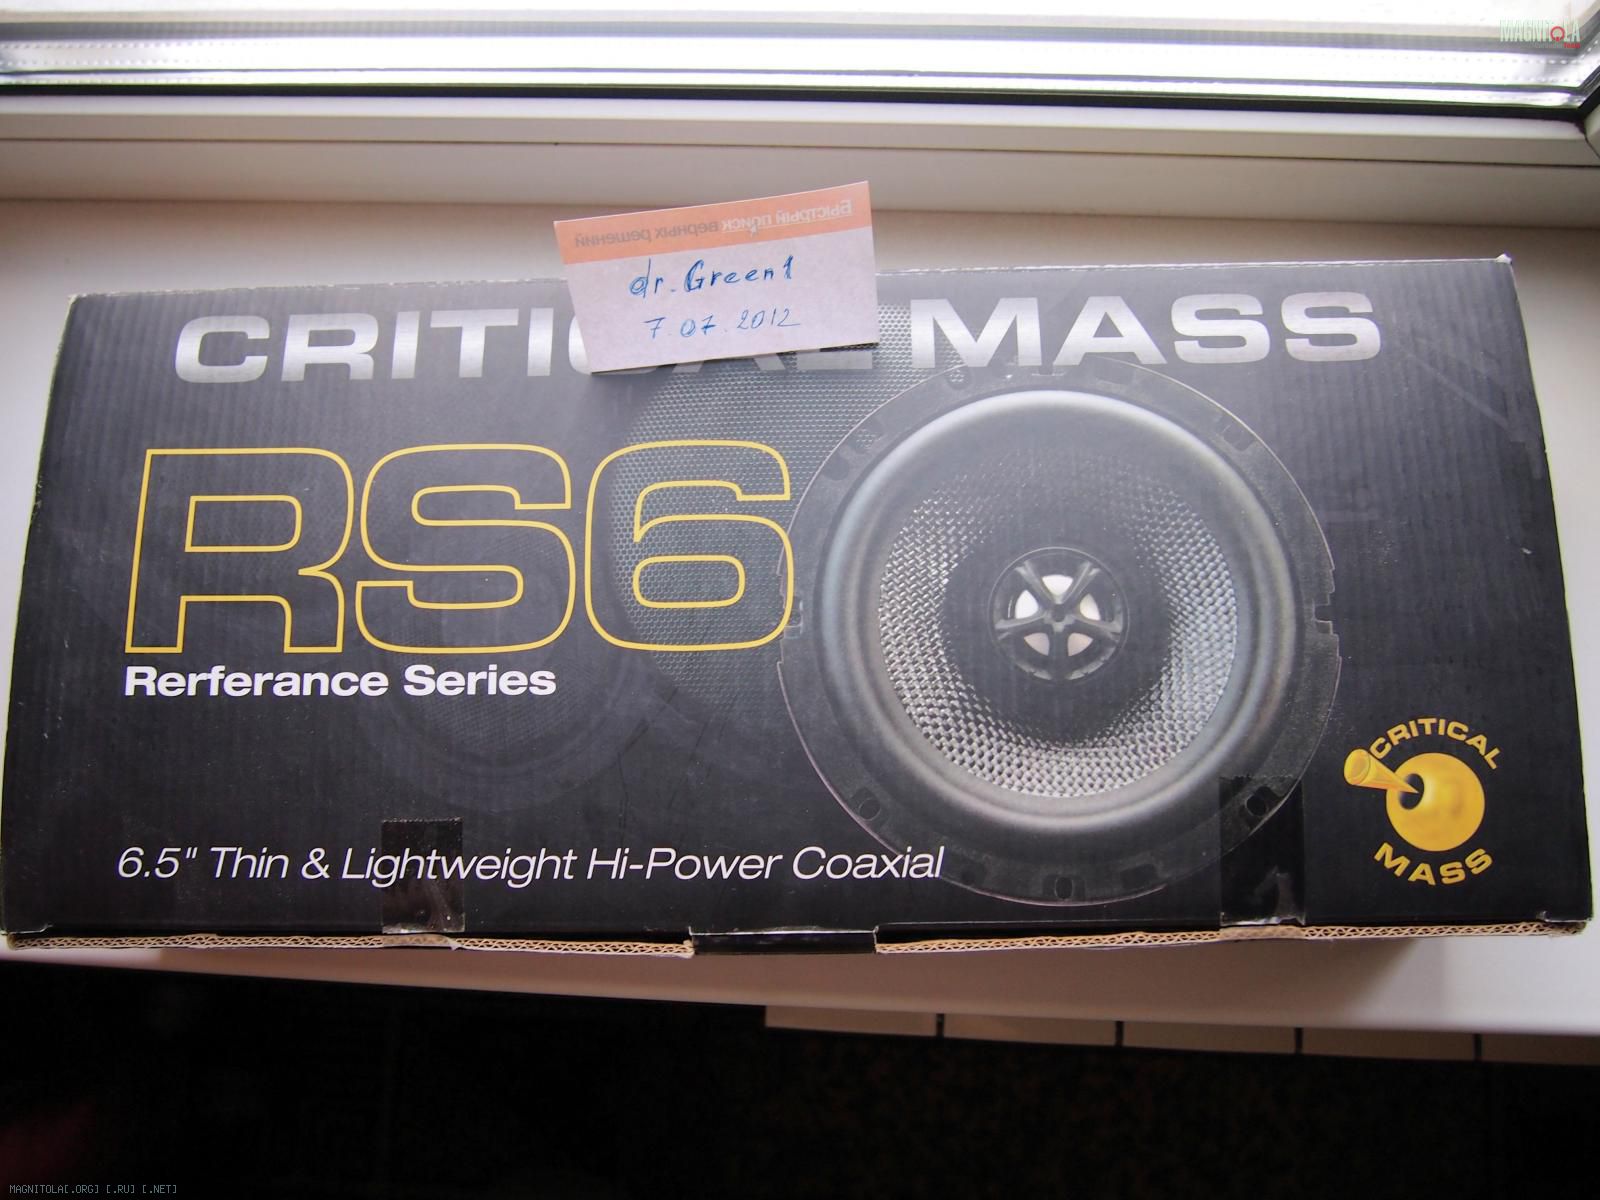 MAGNITOLA
Быстрый поиск верных решений
dr.Green1
7.07.2012
CRITICAL MASS
RS6
Rerferance Series
6.5" Thin & Lightweight Hi-Power Coaxial
CRITICAL
MASS
MAGNITOLA[.ORG] [.RU] [.NET]